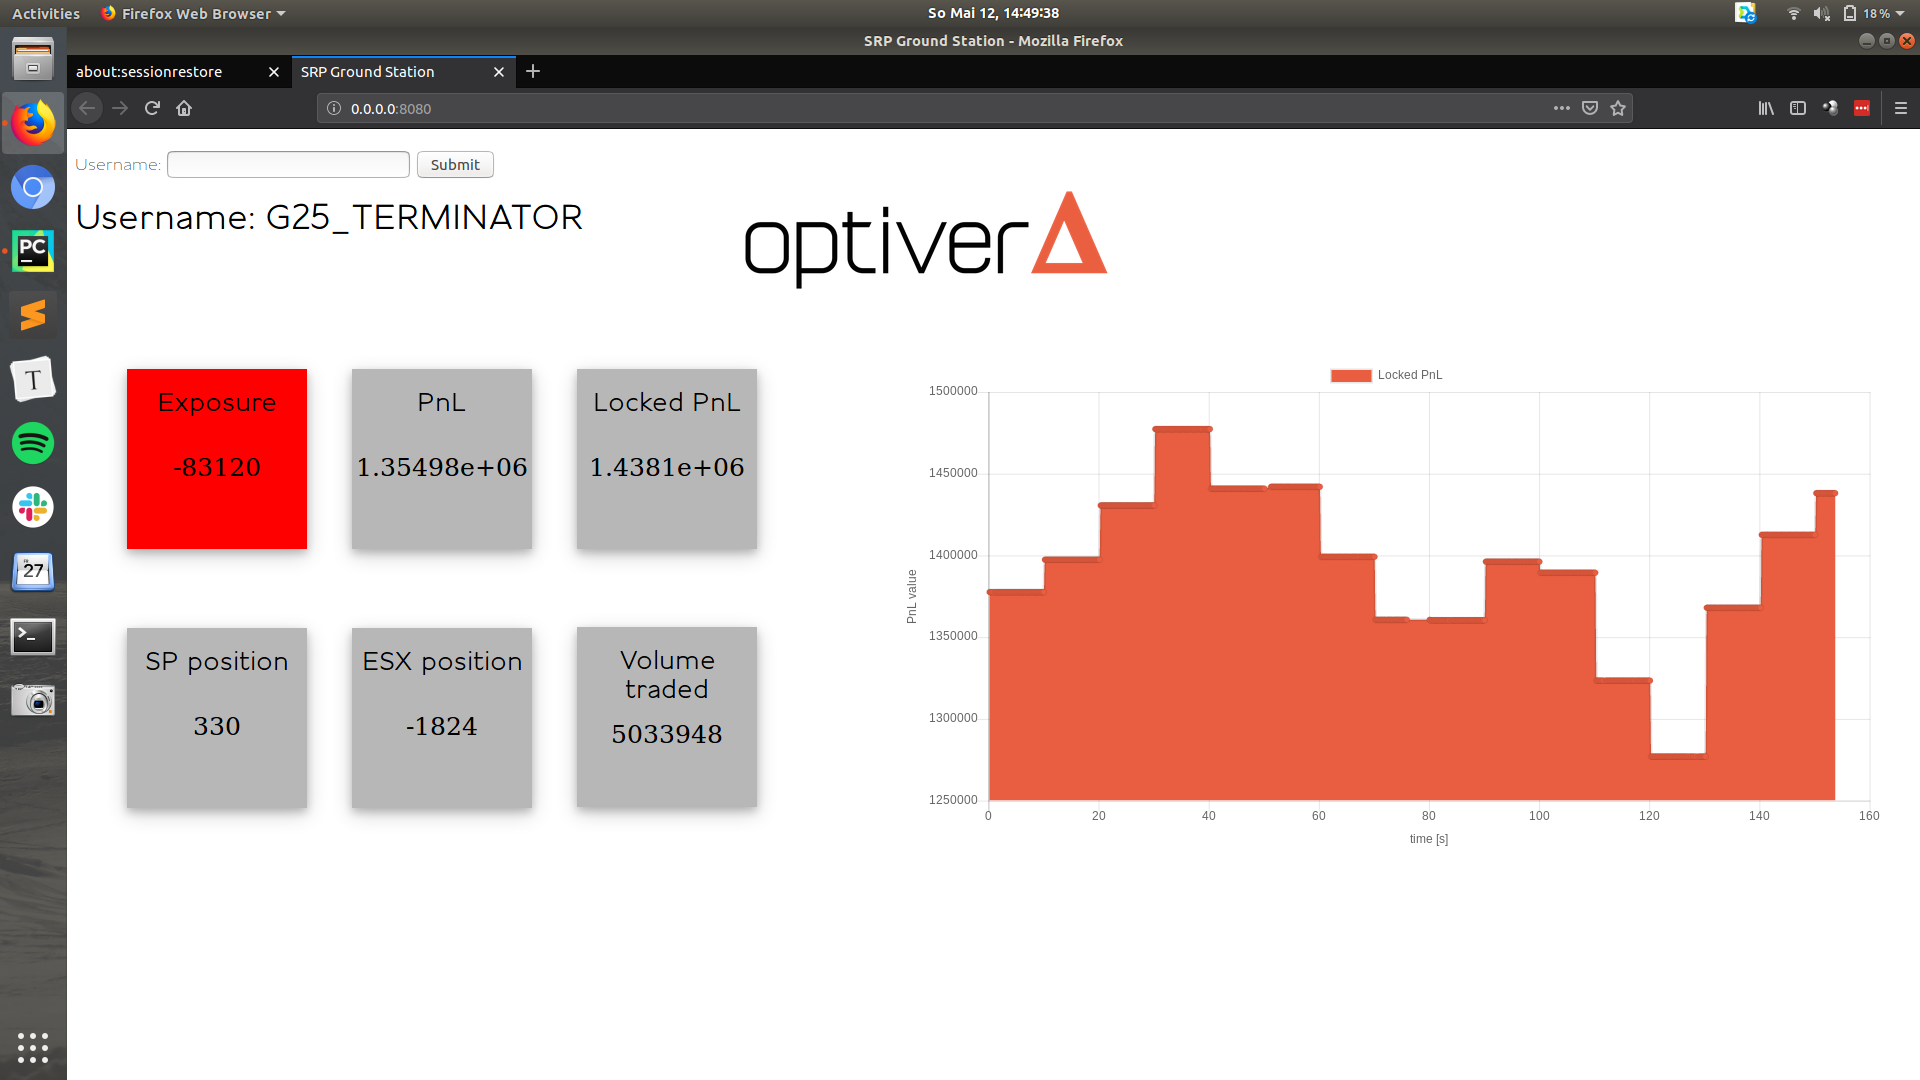 Activities
Firefox Web Browser
So Mai 12, 14:49:38
18 %
SRP Ground Station - Mozilla Firefox
about:sessionrestore
SRP Ground Station
0.0.0.0:8080
Username:
Submit
Username: G25_TERMINATOR
optiver
Exposure
-83120
PnL
1.35498e+06
Locked PnL
1.4381e+06
SP position
330
ESX position
-1824
Volume
traded
5033948
Locked PnL
1500000
1450000
1400000
1350000
1300000
1250000
PnL value
0 20 40 60 80 100 120 140 160
time [s]
PC
T
27